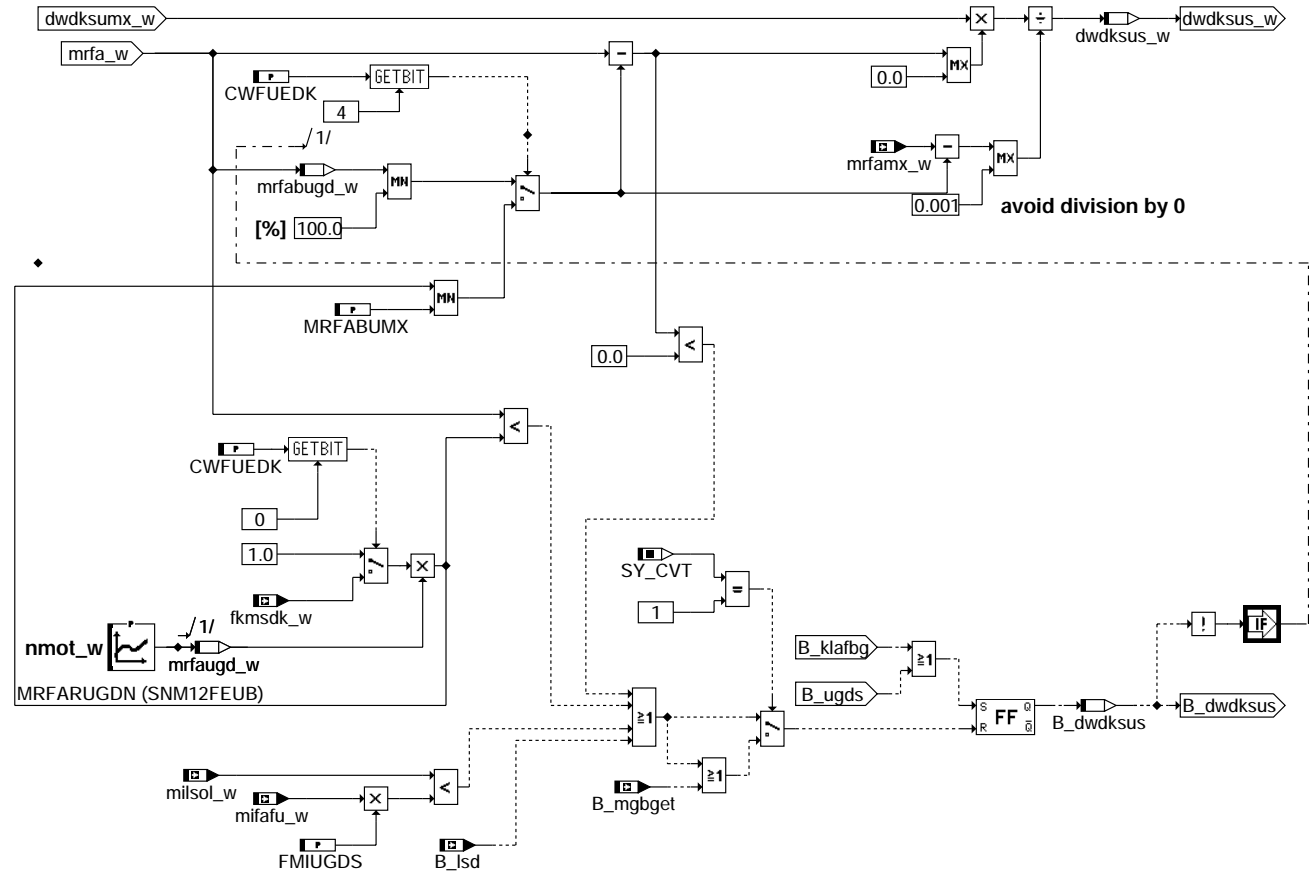 dwdksumx_w
×
÷
dwdksus_w
dwdksus_w
mrfa_w
-
MX
0.0
P
CWFUEDK
GETBIT
4
/1/
mrfabugd_w
MN
[%] 100.0
mrfamx_w
-
MX
0.001
avoid division by 0
MN
P
MRFABUMX
<
0.0
<
P
CWFUEDK
GETBIT
0
1.0
×
fkmsdk_w
SY_CVT
=
1
P
nmot_w
/1/
mrfaugd_w
MRFARUGDN (SNM12FEUB)
B_klafbg
≥1
B_ugds
! IF
S Q
FF
R Q̅
B_dwdksus
B_dwdksus
≥1
≥1
B_mgbget
milsol_w
<
mifafu_w
×
P
FMIUGDS
B_lsd